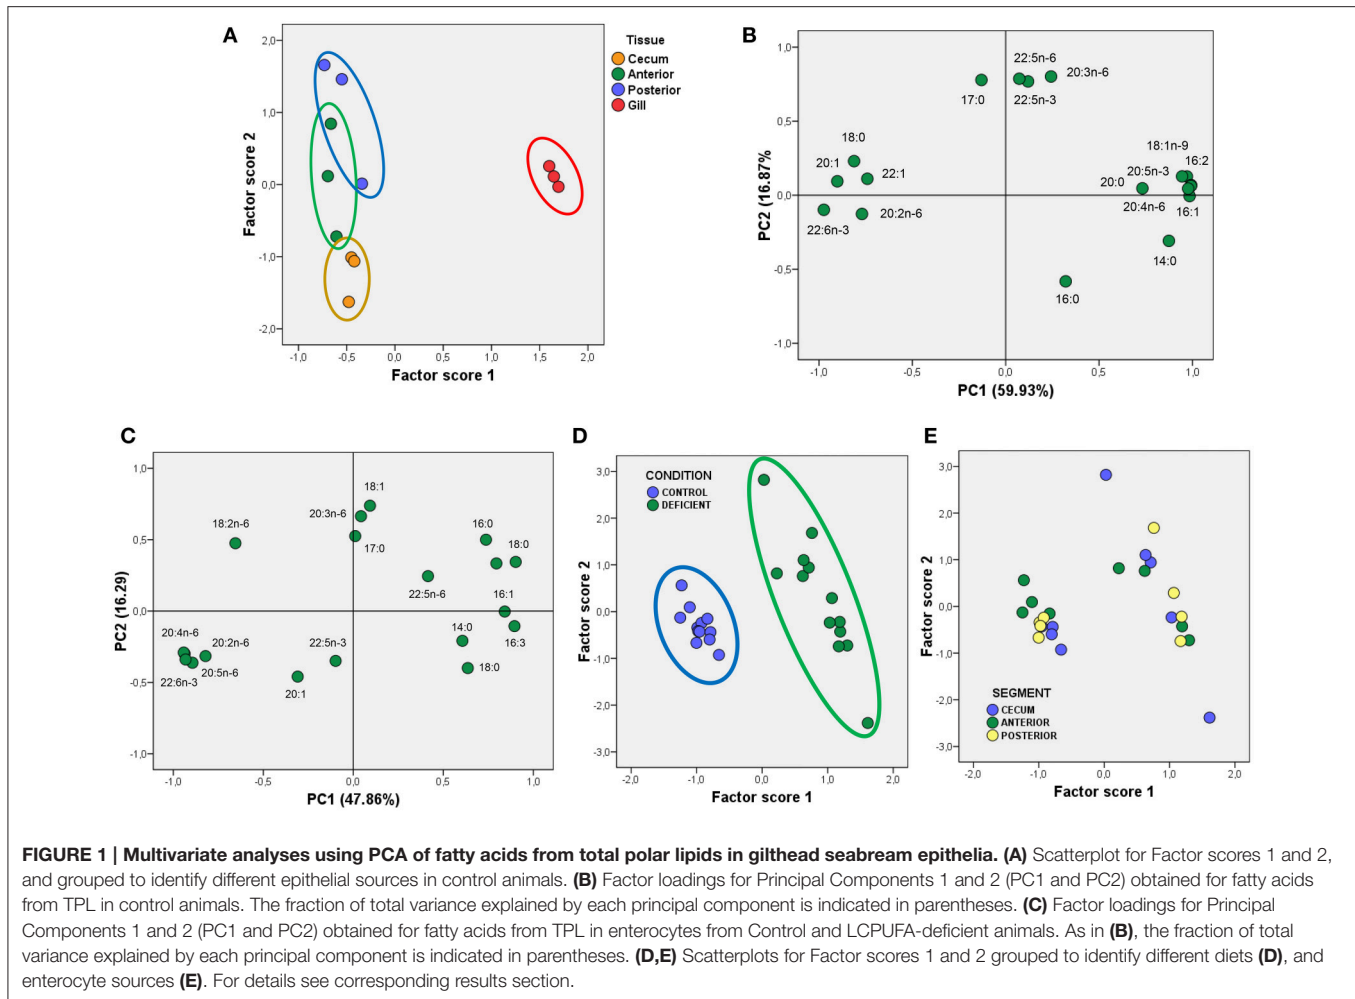 A
Tissue
Cecum
Anterior
Posterior
Gill
Factor score 2
2,0
1,0
0,0
-1,0
-2,0
-1,0 -0,5 0,0 0,5 1,0 1,5 2,0
Factor score 1
B
PC2 (16.87%)
1,0
0,5
0,0
-0,5
-1,0
22:5n-6
20:3n-6
17:0
22:5n-3
18:0
20:1
22:1
22:6n-3
20:2n-6
18:1n-9
16:2
20:5n-3
20:0
20:4n-6
16:1
14:0
16:0
-1,0 -0,5 0,0 0,5 1,0
PC1 (59.93%)
C
PC2 (16.29)
1,0
0,5
0,0
-0,5
-1,0
18:1
20:3n-6
18:2n-6
17:0
16:0
18:0
22:5n-6
16:1
20:4n-6
20:2n-6
22:5n-3
14:0
16:3
20:5n-6
22:6n-3
18:0
20:1
-1,0 -0,5 0,0 0,5 1,0
PC1 (47.86%)
D
CONDITION
CONTROL
DEFICIENT
Factor score 2
3,0
2,0
1,0
0,0
-1,0
-2,0
-3,0
-2,0 -1,0 0,0 1,0 2,0
Factor score 1
E
Factor score 2
3,0
2,0
1,0
0,0
-1,0
-2,0
-3,0
SEGMENT
CECUM
ANTERIOR
POSTERIOR
-2,0 -1,0 0,0 1,0 2,0
Factor score 1
FIGURE 1 | Multivariate analyses using PCA of fatty acids from total polar lipids in gilthead seabream epithelia. (A) Scatterplot for Factor scores 1 and 2,
and grouped to identify different epithelial sources in control animals. (B) Factor loadings for Principal Components 1 and 2 (PC1 and PC2) obtained for fatty acids
from TPL in control animals. The fraction of total variance explained by each principal component is indicated in parentheses. (C) Factor loadings for Principal
Components 1 and 2 (PC1 and PC2) obtained for fatty acids from TPL in enterocytes from Control and LCPUFA-deficient animals. As in (B), the fraction of total
variance explained by each principal component is indicated in parentheses. (D,E) Scatterplots for Factor scores 1 and 2 grouped to identify different diets (D), and
enterocyte sources (E). For details see corresponding results section.